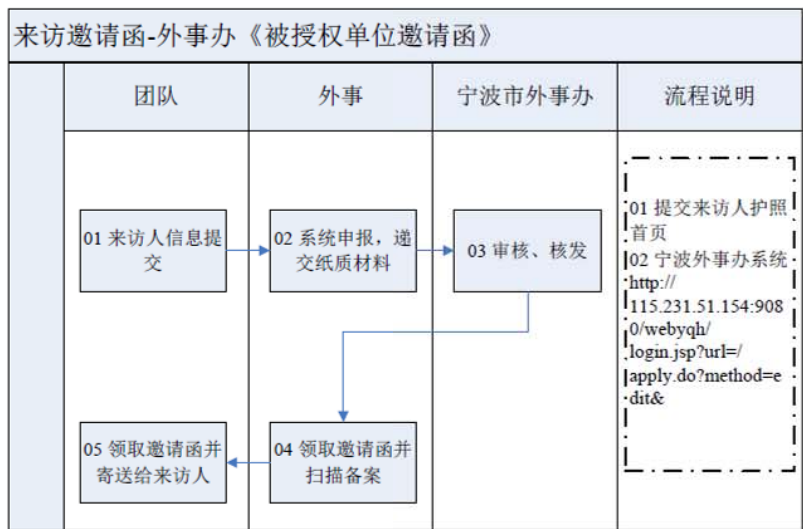 来访邀请函-外事办《被授权单位邀请函》
团队
外事
宁波市外事办
流程说明
01 来访人信息提
交
02 系统申报，递
交纸质材料
03 审核、核发
01 提交来访人护照
首页
02 宁波外事办系统
http://
115.231.51.154:908
0/webyqh/
login.jsp?url=/
apply.do?method=e
dit&
05 领取邀请函并
寄送给来访人
04 领取邀请函并
扫描备案